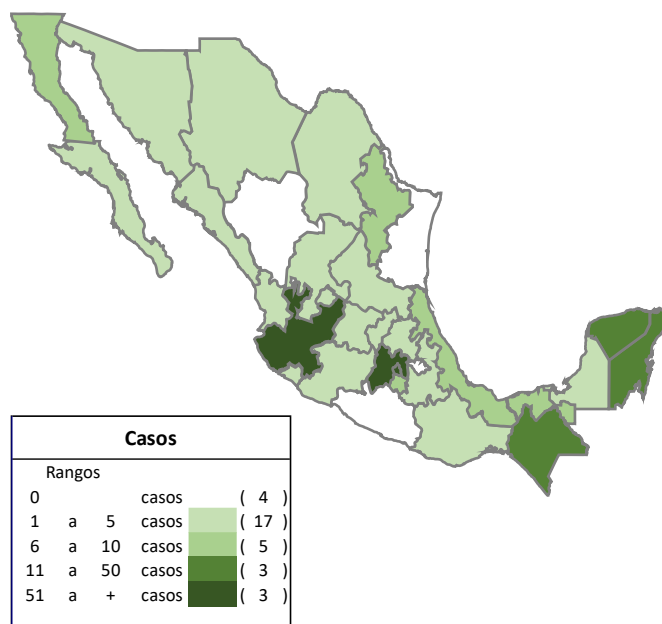 Casos
Rangos
0 casos ( 4 )
1 a 5 casos ( 17 )
6 a 10 casos ( 5 )
11 a 50 casos ( 3 )
51 a + casos ( 3 )